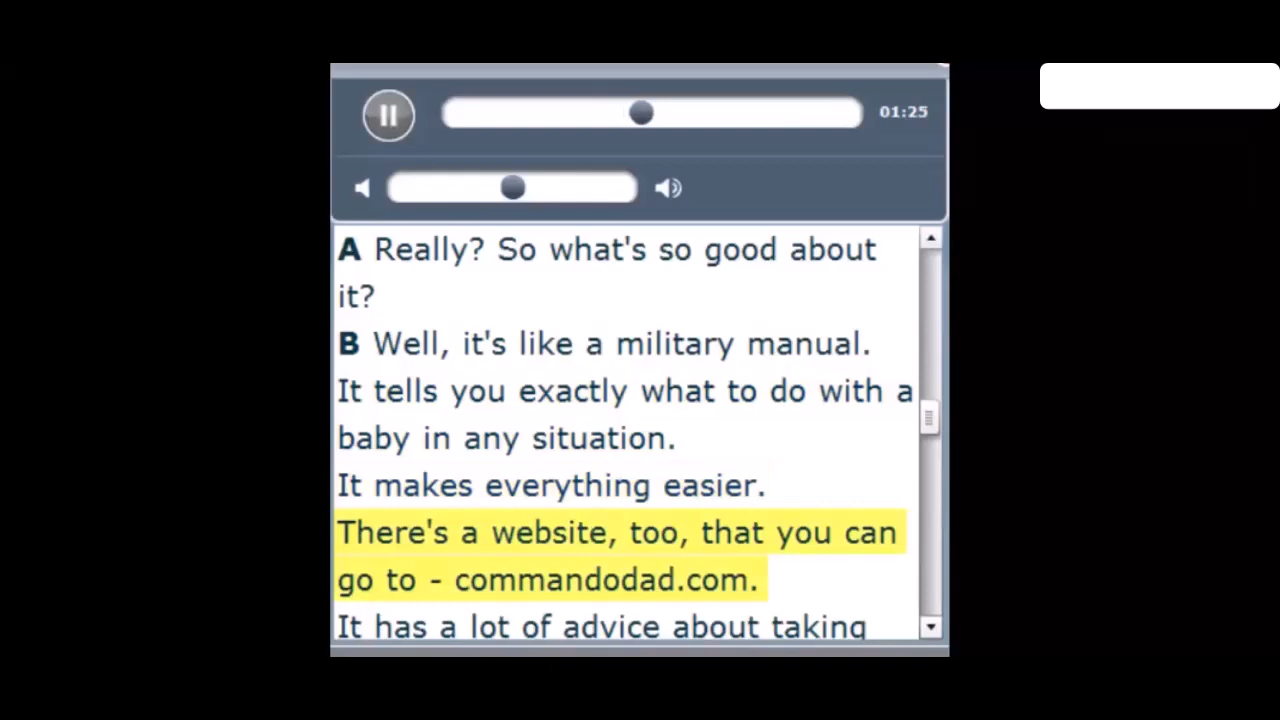 01:25
A Really? So what's so good about
it?
B Well, it's like a military manual.
It tells you exactly what to do with a
baby in any situation.
It makes everything easier.
There's a website, too, that you can
go to - commandodad.com.
It has a lot of advice about taking